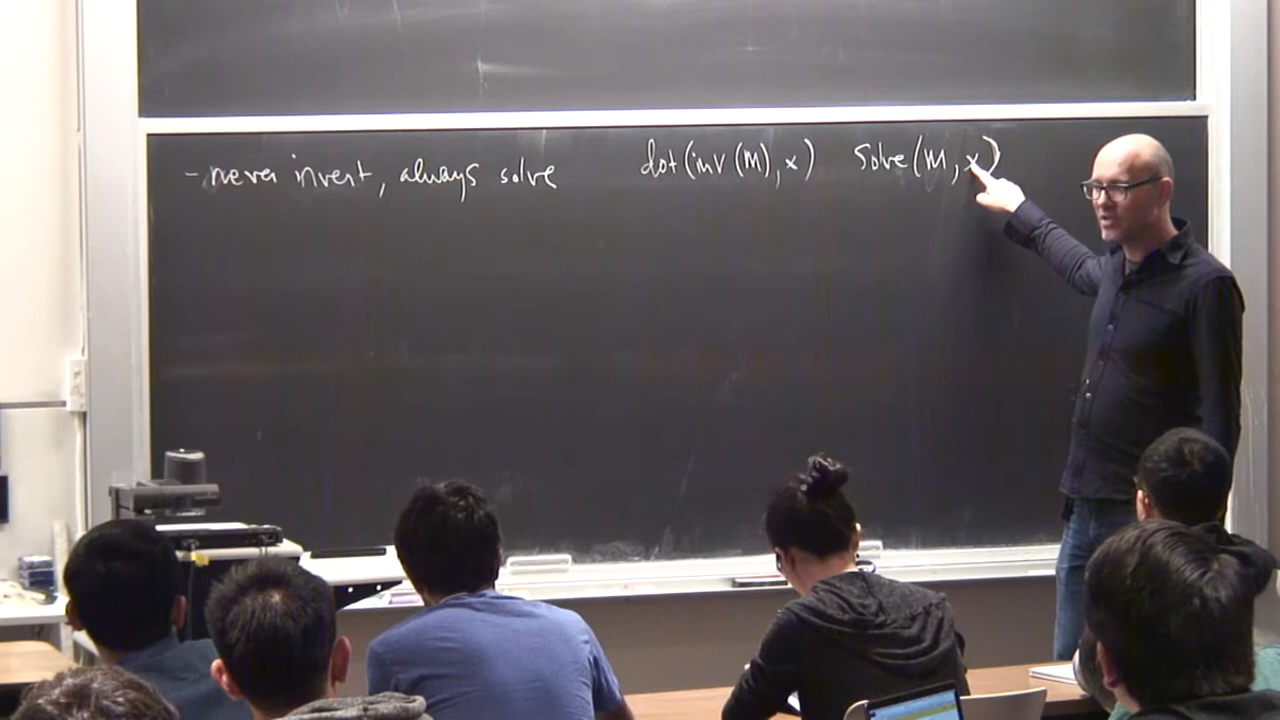 - never invert, always solve dot(inv(M), x) solve(M, x)